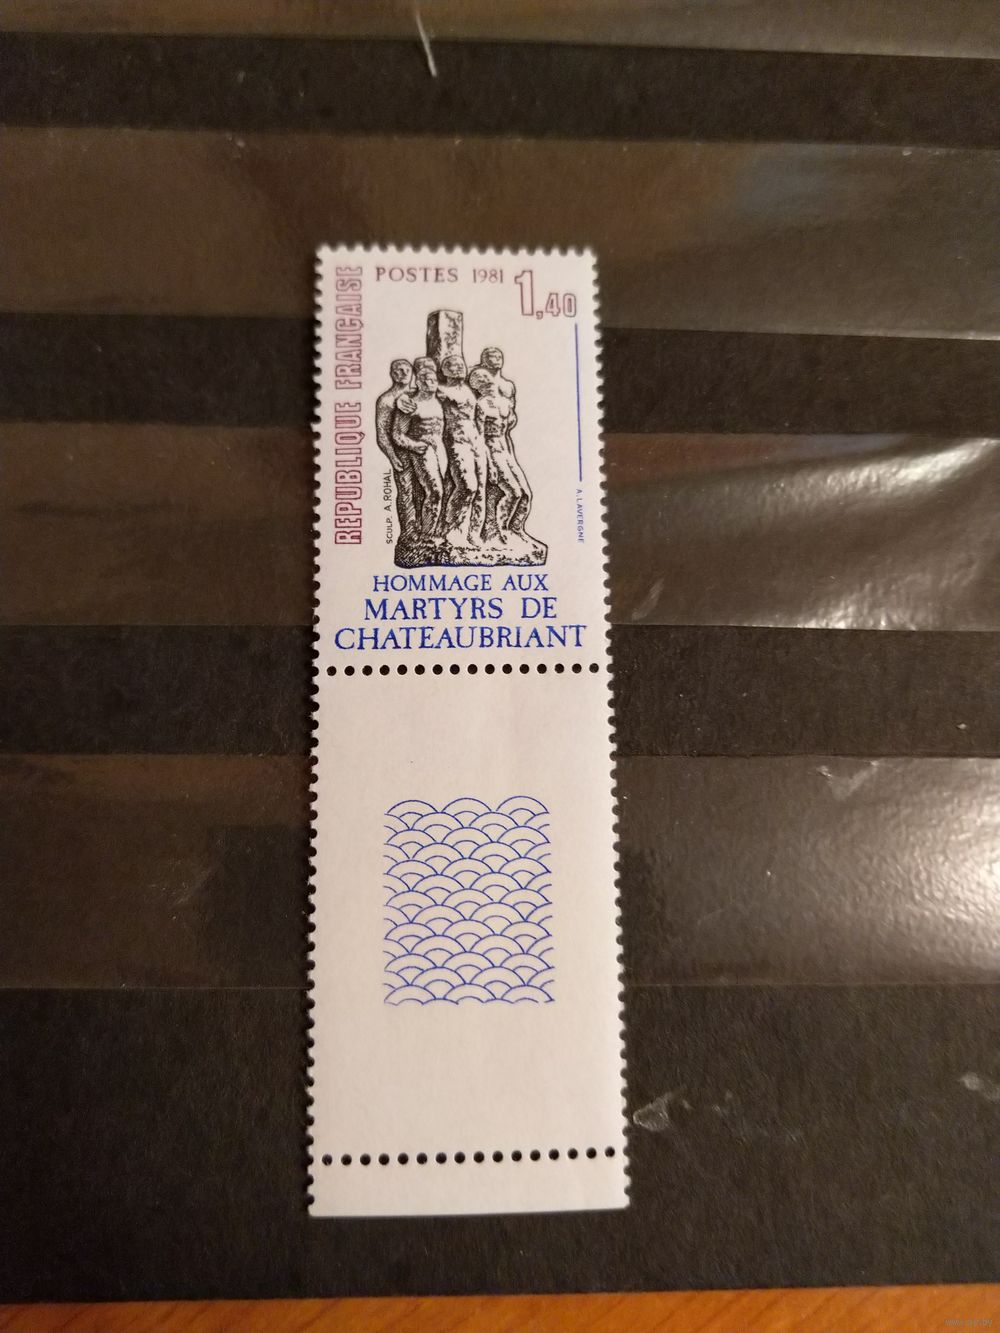 POSTES 1981 1,40
REPUBLIQUE FRANÇAISE
SCULP. A. ROHAL
A. LAVERGNE
HOMMAGE AUX
MARTYRS DE
CHATEAUBRIANT